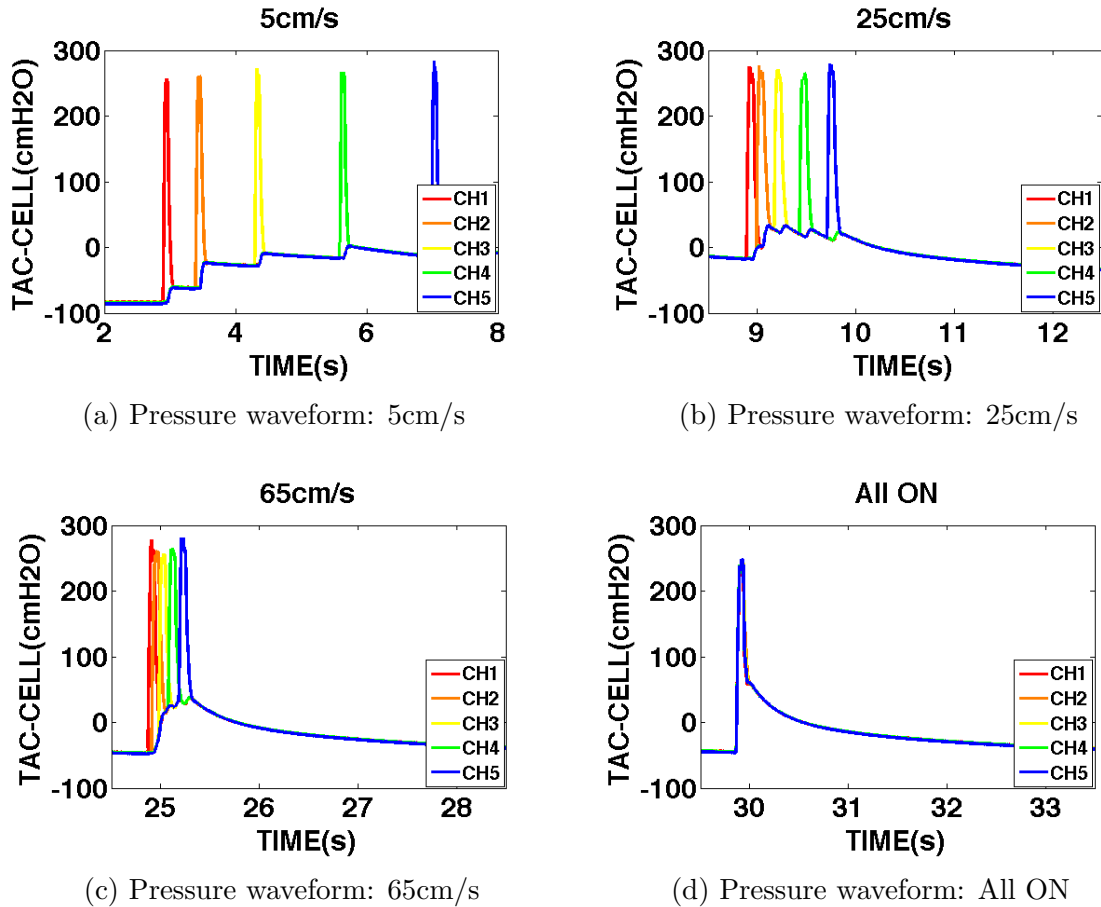 5cm/s
TAC-CELL(cmH2O)
300
200
100
0
-100
2
4
6
8
TIME(s)
CH1
CH2
CH3
CH4
CH5
(a) Pressure waveform: 5cm/s
25cm/s
TAC-CELL(cmH2O)
300
200
100
0
-100
9
10
11
12
TIME(s)
CH1
CH2
CH3
CH4
CH5
(b) Pressure waveform: 25cm/s
65cm/s
TAC-CELL(cmH2O)
300
200
100
0
-100
25
26
27
28
TIME(s)
CH1
CH2
CH3
CH4
CH5
(c) Pressure waveform: 65cm/s
All ON
TAC-CELL(cmH2O)
300
200
100
0
-100
30
31
32
33
TIME(s)
CH1
CH2
CH3
CH4
CH5
(d) Pressure waveform: All ON